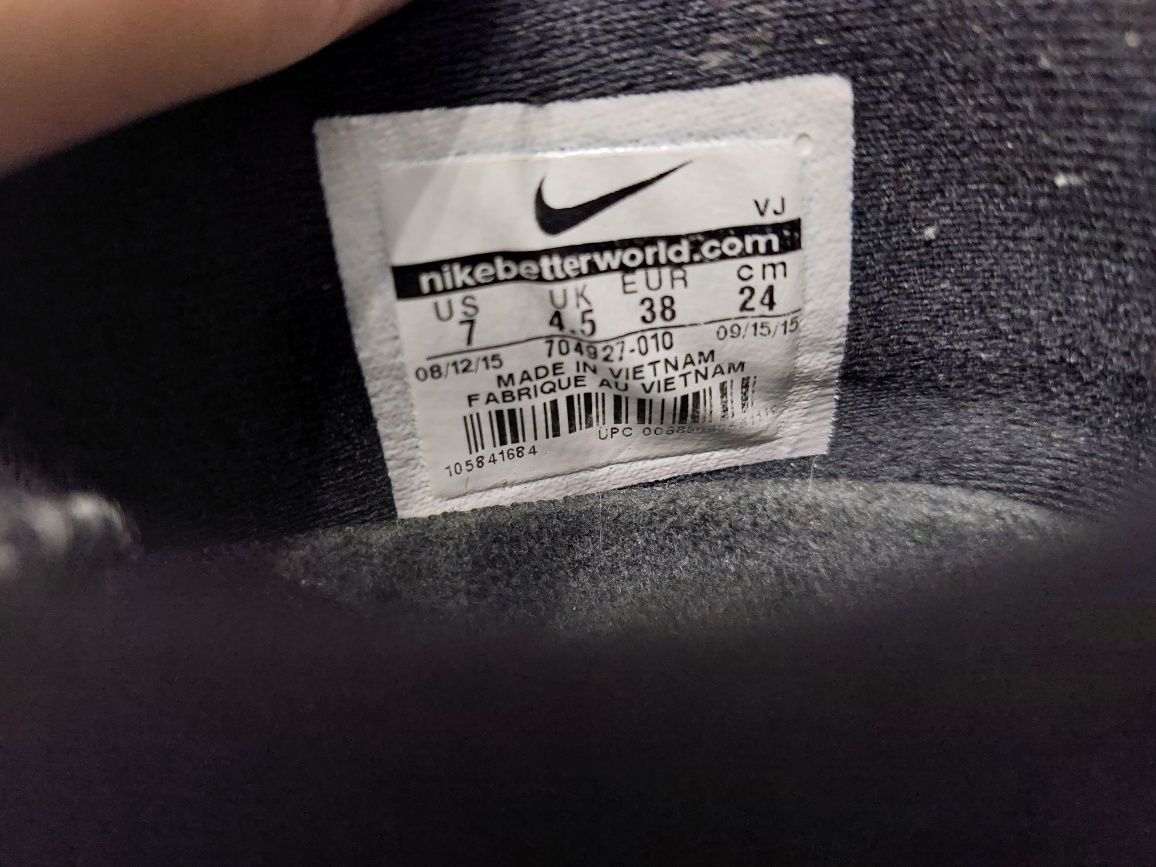 VJ
nikebetterworld.com
US UK EUR cm
7 4.5 38 24
08/12/15 704927-010 09/15/15
MADE IN VIETNAM
FABRIQUE AU VIETNAM
UPC
105841684